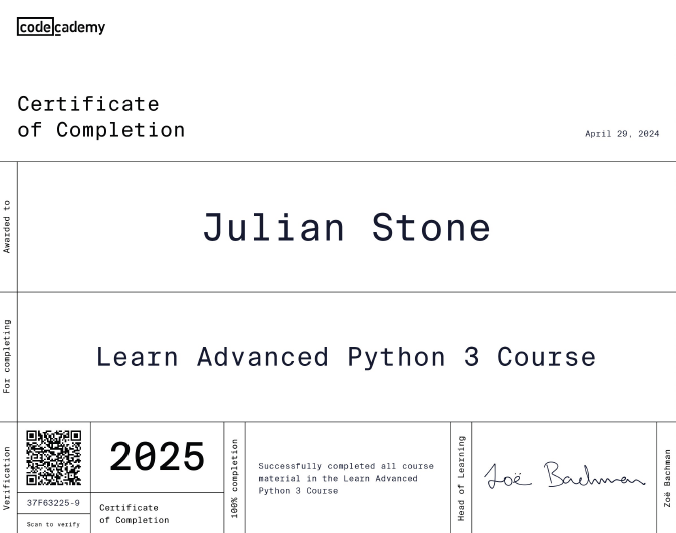 codecademy
Certificate
of Completion
April 29, 2024
Awarded to
Julian Stone
For completing
Learn Advanced Python 3 Course
Verification
37F63225-9
Scan to verify
2025
Certificate
of Completion
100% completion
Successfully completed all course
material in the Learn Advanced
Python 3 Course
Head of Learning
Zoë Bachman
Zoë Bachman